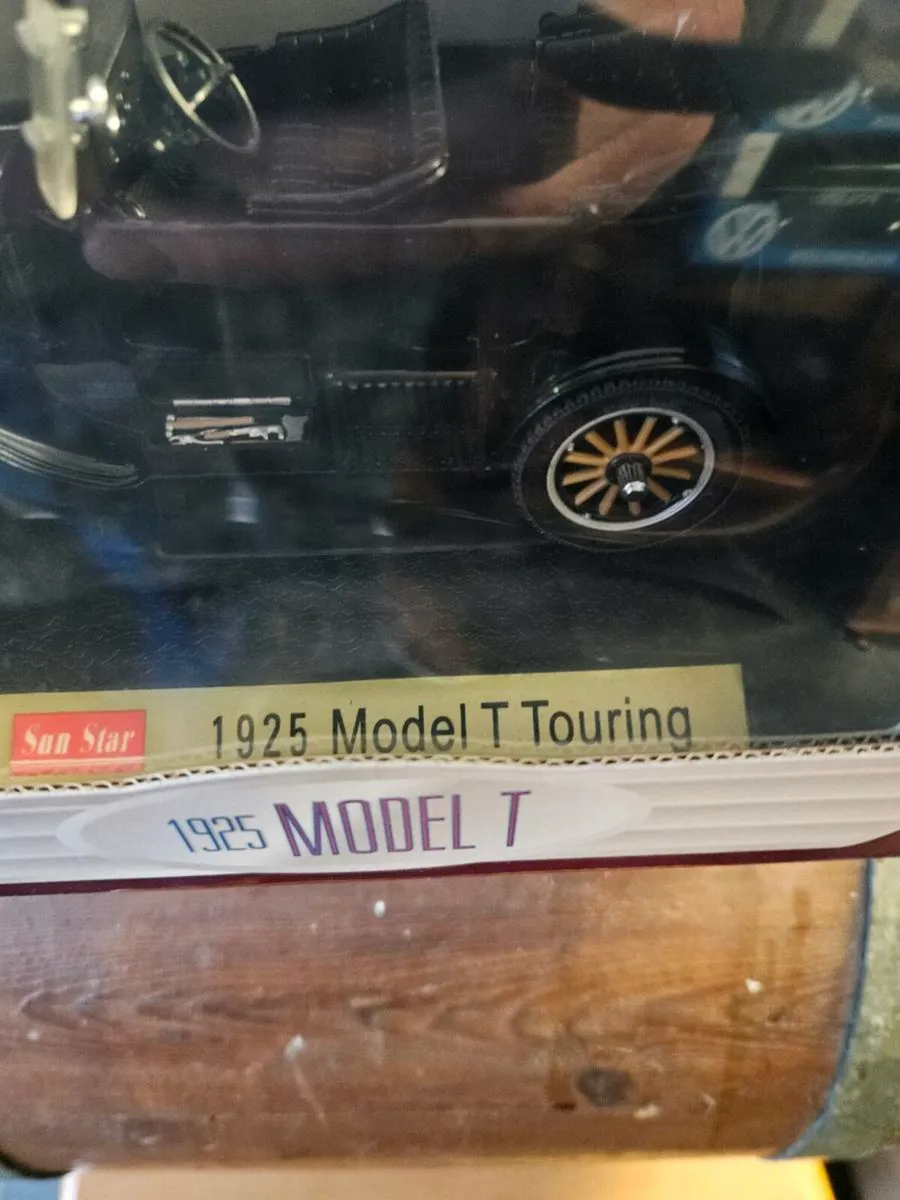 Sun Star
1925 Model T Touring
1925 MODEL T